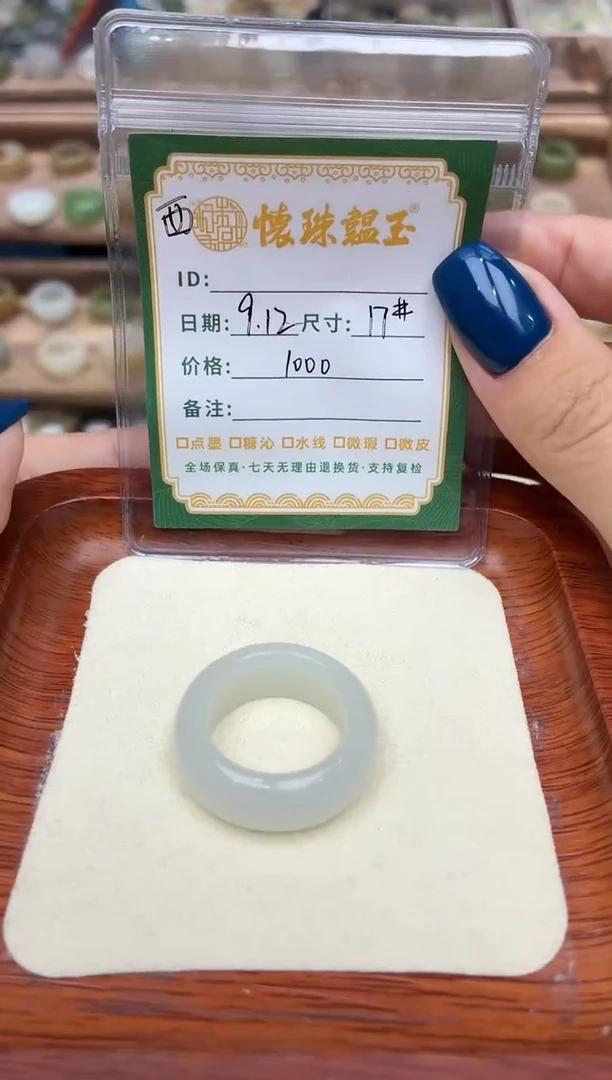 西 懷珠韞玉®
ID:
日期: 9.12 尺寸: 17#
价格: 1000
备注:
□点墨 □糖沁 □水线 □微瑕 □微皮
全场保真·七天无理由退换货·支持复检